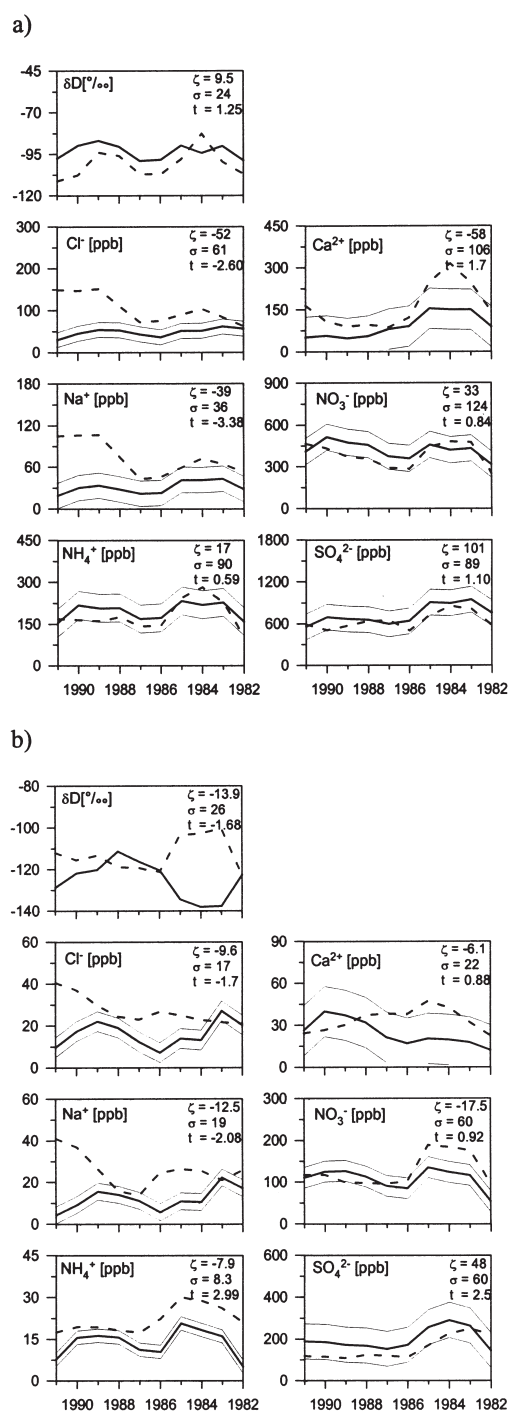 a)
-45
-70
-95
-120
δD[°/₀₀]
ζ = 9.5
σ = 24
t = 1.25
300
200
100
0
Cl⁻ [ppb]
ζ = -52
σ = 61
t = -2.60
450
300
150
0
Ca²⁺ [ppb]
ζ = -58
σ = 106
t = 1.7
180
120
60
0
Na⁺ [ppb]
ζ = -39
σ = 36
t = -3.38
900
600
300
0
NO₃⁻ [ppb]
ζ = 33
σ = 124
t = 0.84
450
300
150
0
NH₄⁺ [ppb]
ζ = 17
σ = 90
t = 0.59
1990 1988 1986 1984 1982
1800
1200
600
0
SO₄²⁻ [ppb]
ζ = 101
σ = 89
t = 1.10
1990 1988 1986 1984 1982
b)
-80
-100
-120
-140
δD[°/₀₀]
ζ = -13.9
σ = 26
t = -1.68
60
40
20
0
Cl⁻ [ppb]
ζ = -9.6
σ = 17
t = -1.7
90
60
30
0
Ca²⁺ [ppb]
ζ = -6.1
σ = 22
t = 0.88
60
40
20
0
Na⁺ [ppb]
ζ = -12.5
σ = 19
t = -2.08
300
200
100
0
NO₃⁻ [ppb]
ζ = -17.5
σ = 60
t = 0.92
45
30
15
0
NH₄⁺ [ppb]
ζ = -7.9
σ = 8.3
t = 2.99
1990 1988 1986 1984 1982
600
400
200
0
SO₄²⁻ [ppb]
ζ = 48
σ = 60
t = 2.5
1990 1988 1986 1984 1982